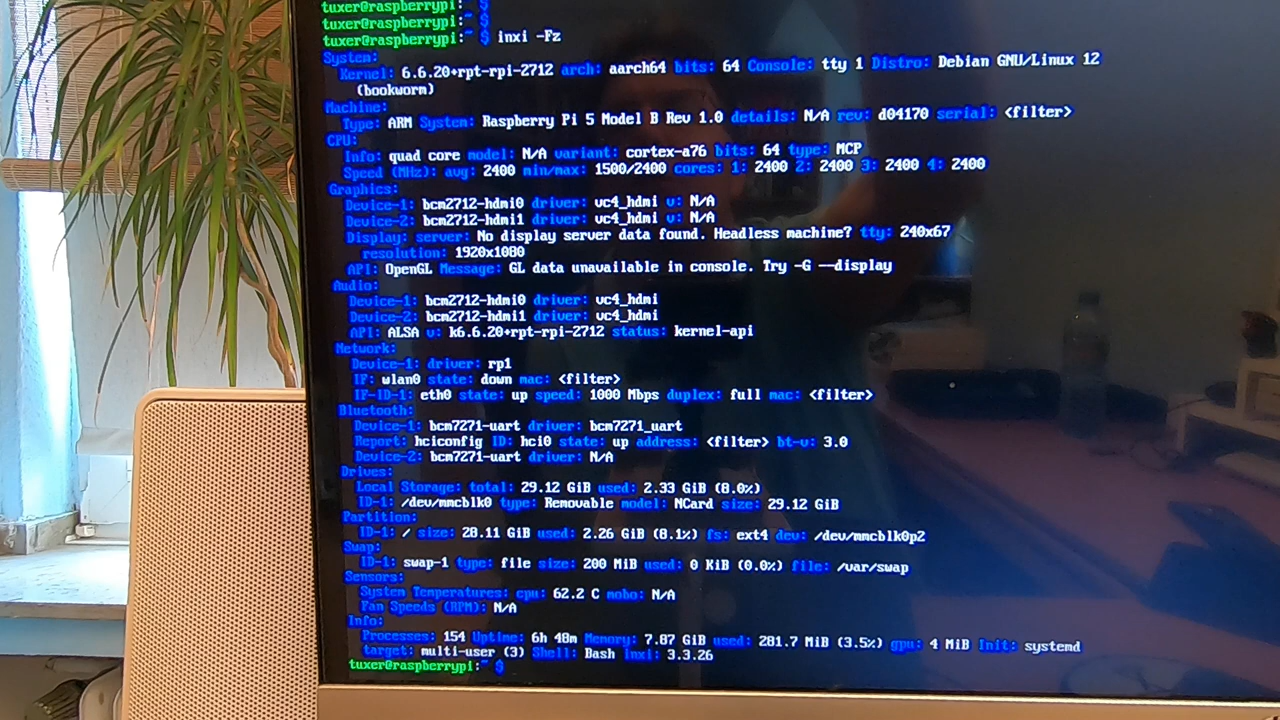 tuxer@raspberrypi:~ $
tuxer@raspberrypi:~ $
tuxer@raspberrypi:~ $ inxi -Fz
System:
Kernel: 6.6.20+rpt-rpi-2712 arch: aarch64 bits: 64 Console: tty 1 Distro: Debian GNU/Linux 12
(bookworm)
Machine:
Type: ARM System: Raspberry Pi 5 Model B Rev 1.0 details: N/A rev: d04170 serial: <filter>
CPU:
Info: quad core model: N/A variant: cortex-a76 bits: 64 type: MCP
Speed (MHz): avg: 2400 min/max: 1500/2400 cores: 1: 2400 2: 2400 3: 2400 4: 2400
Graphics:
Device-1: bcm2712-hdmi0 driver: vc4_hdmi v: N/A
Device-2: bcm2712-hdmi1 driver: vc4_hdmi v: N/A
Display: server: No display server data found. Headless machine? tty: 240x67
resolution: 1920x1080
API: OpenGL Message: GL data unavailable in console. Try -G --display
Audio:
Device-1: bcm2712-hdmi0 driver: vc4_hdmi
Device-2: bcm2712-hdmi1 driver: vc4_hdmi
API: ALSA v: k6.6.20+rpt-rpi-2712 status: kernel-api
Network:
Device-1: driver: rp1
IF: wlan0 state: down mac: <filter>
IF-ID-1: eth0 state: up speed: 1000 Mbps duplex: full mac: <filter>
Bluetooth:
Device-1: bcm7271-uart driver: bcm7271_uart
Report: hciconfig ID: hci0 state: up address: <filter> bt-v: 3.0
Device-2: bcm7271-uart driver: N/A
Drives:
Local Storage: total: 29.12 GiB used: 2.33 GiB (8.0%)
ID-1: /dev/mmcblk0 type: Removable model: NCard size: 29.12 GiB
Partition:
ID-1: / size: 28.11 GiB used: 2.26 GiB (8.1%) fs: ext4 dev: /dev/mmcblk0p2
Swap:
ID-1: swap-1 type: file size: 200 MiB used: 0 KiB (0.0%) file: /var/swap
Sensors:
System Temperatures: cpu: 62.2 C mobo: N/A
Fan Speeds (RPM): N/A
Info:
Processes: 154 Uptime: 6h 48m Memory: 7.87 GiB used: 281.7 MiB (3.5%) gpu: 4 MiB Init: systemd
target: multi-user (3) Shell: Bash inxi: 3.3.26
tuxer@raspberrypi:~ $